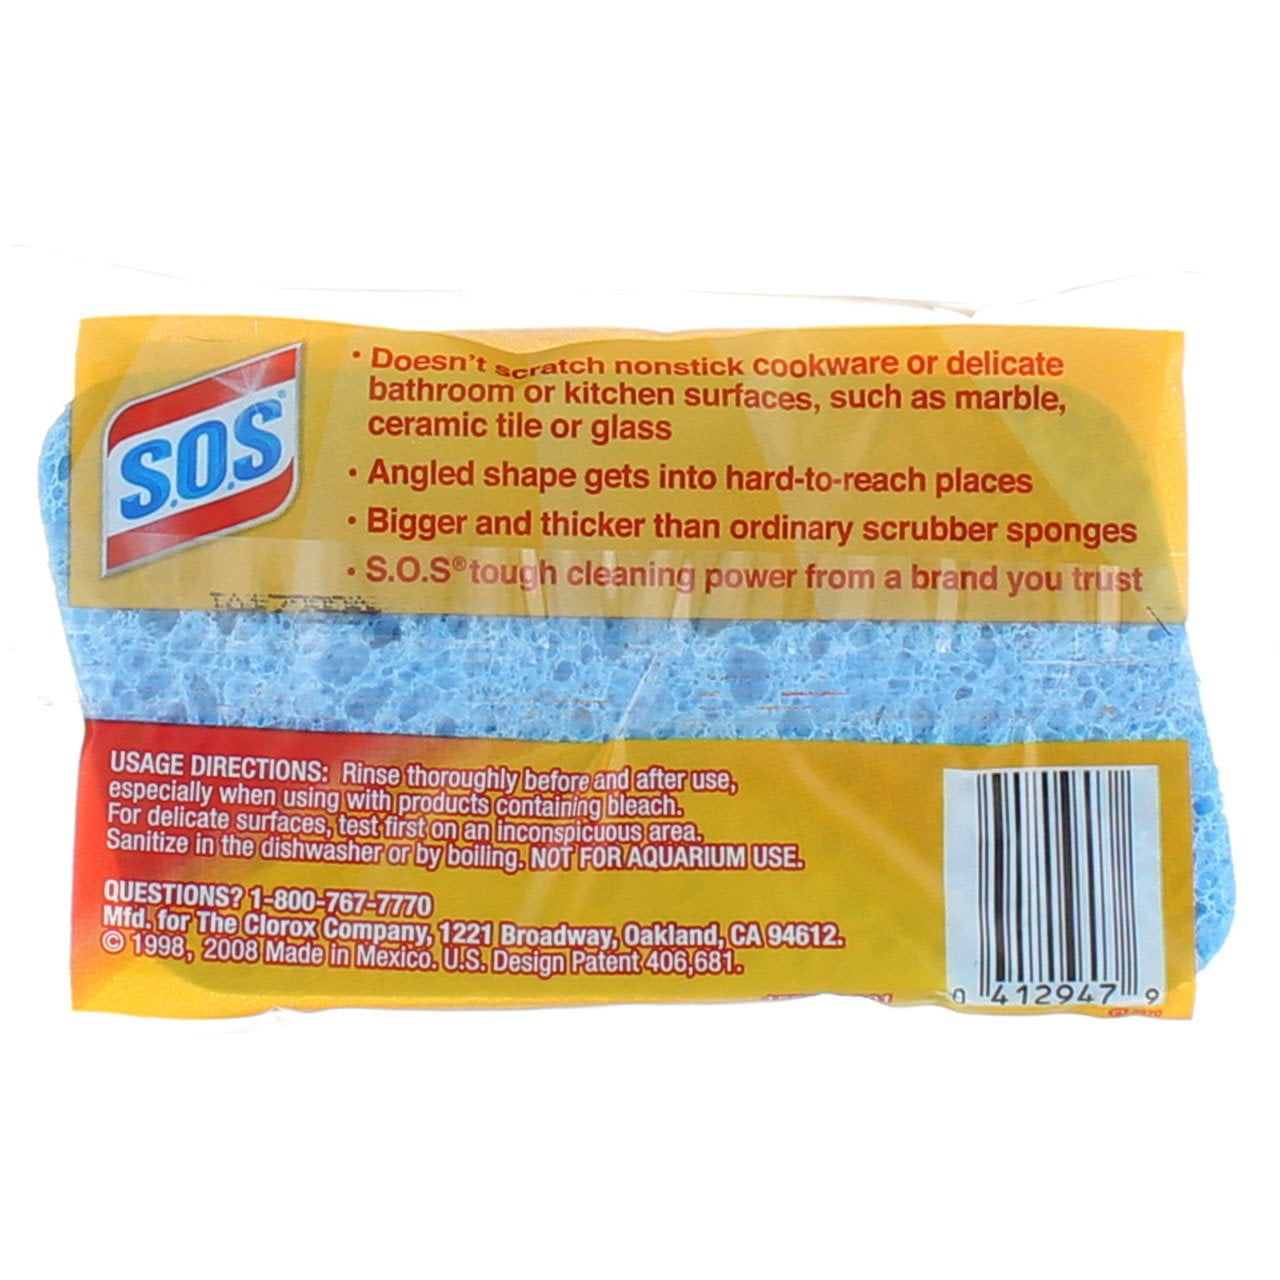 S.O.S®
• Doesn't scratch nonstick cookware or delicate
bathroom or kitchen surfaces, such as marble,
ceramic tile or glass
• Angled shape gets into hard-to-reach places
• Bigger and thicker than ordinary scrubber sponges
• S.O.S® tough cleaning power from a brand you trust
USAGE DIRECTIONS: Rinse thoroughly before and after use,
especially when using with products containing bleach.
For delicate surfaces, test first on an inconspicuous area.
Sanitize in the dishwasher or by boiling. NOT FOR AQUARIUM USE.
QUESTIONS? 1-800-767-7770
Mfd. for The Clorox Company, 1221 Broadway, Oakland, CA 94612.
© 1998, 2008 Made in Mexico. U.S. Design Patent 406,681.
0 412947 9